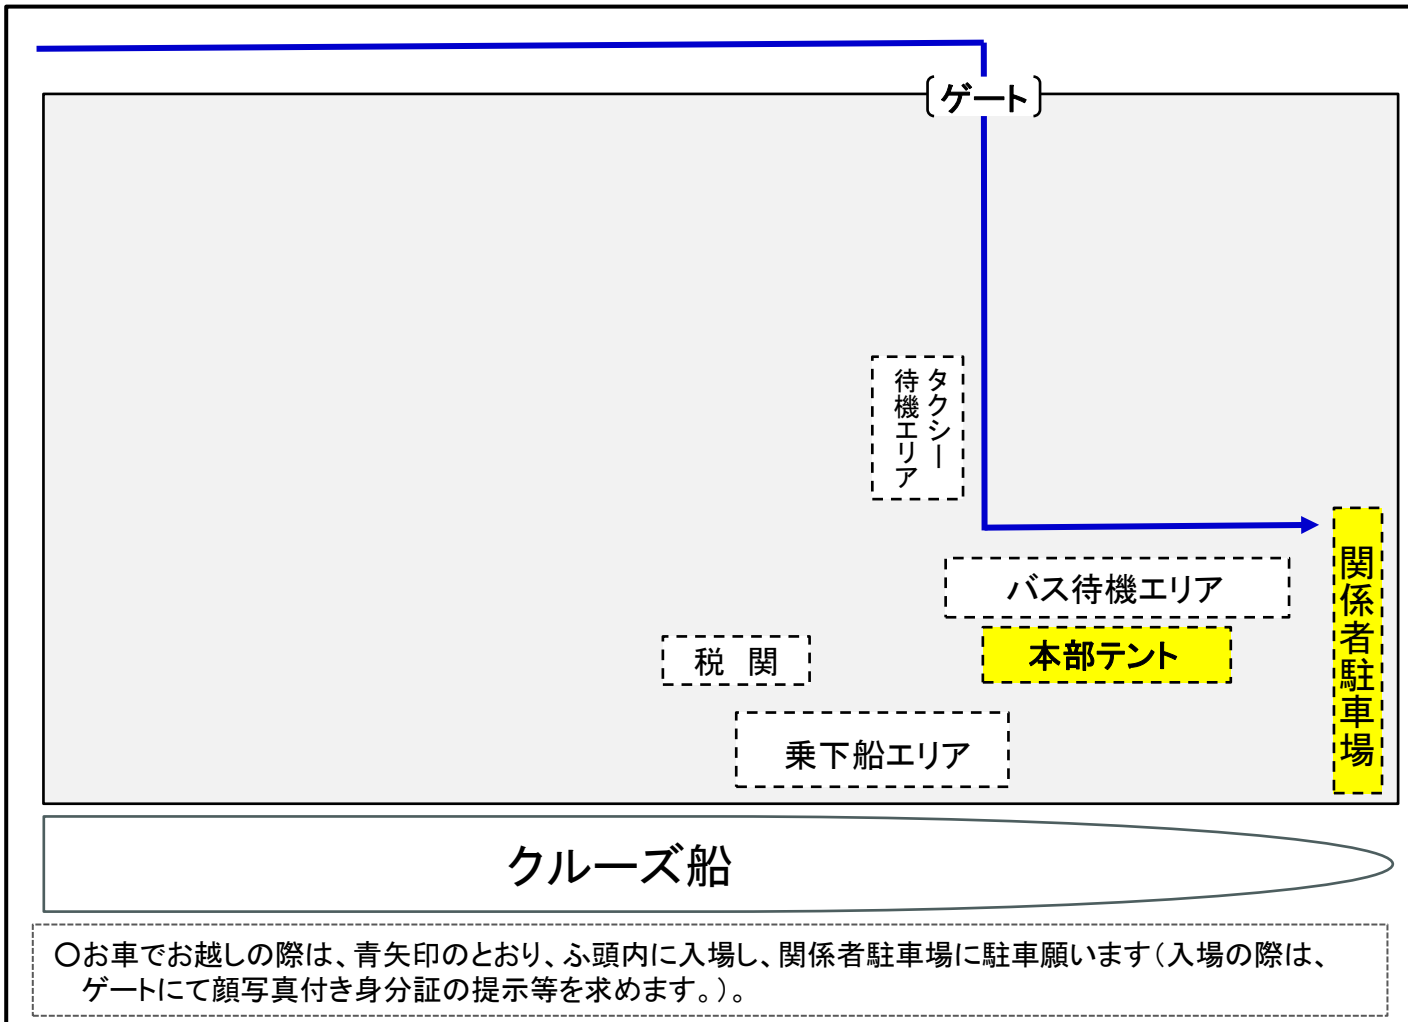 ゲート
タクシー
待機エリア
バス待機エリア
本部テント
関係者駐車場
税 関
乗下船エリア
クルーズ船
○お車でお越しの際は、青矢印のとおり、ふ頭内に入場し、関係者駐車場に駐車願います(入場の際は、
ゲートにて顔写真付き身分証の提示等を求めます。)。